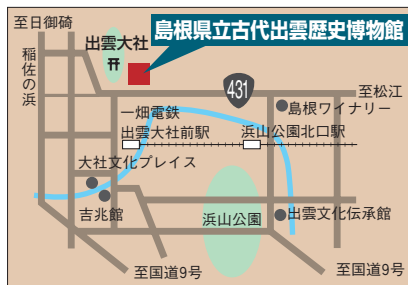 至日御碕
島根県立古代出雲歴史博物館
出雲大社
稲佐の浜
431
至松江
一畑電鉄
出雲大社前駅
島根ワイナリー
浜山公園北口駅
大社文化プレイス
吉兆館
浜山公園
出雲文化伝承館
至国道9号
至国道9号